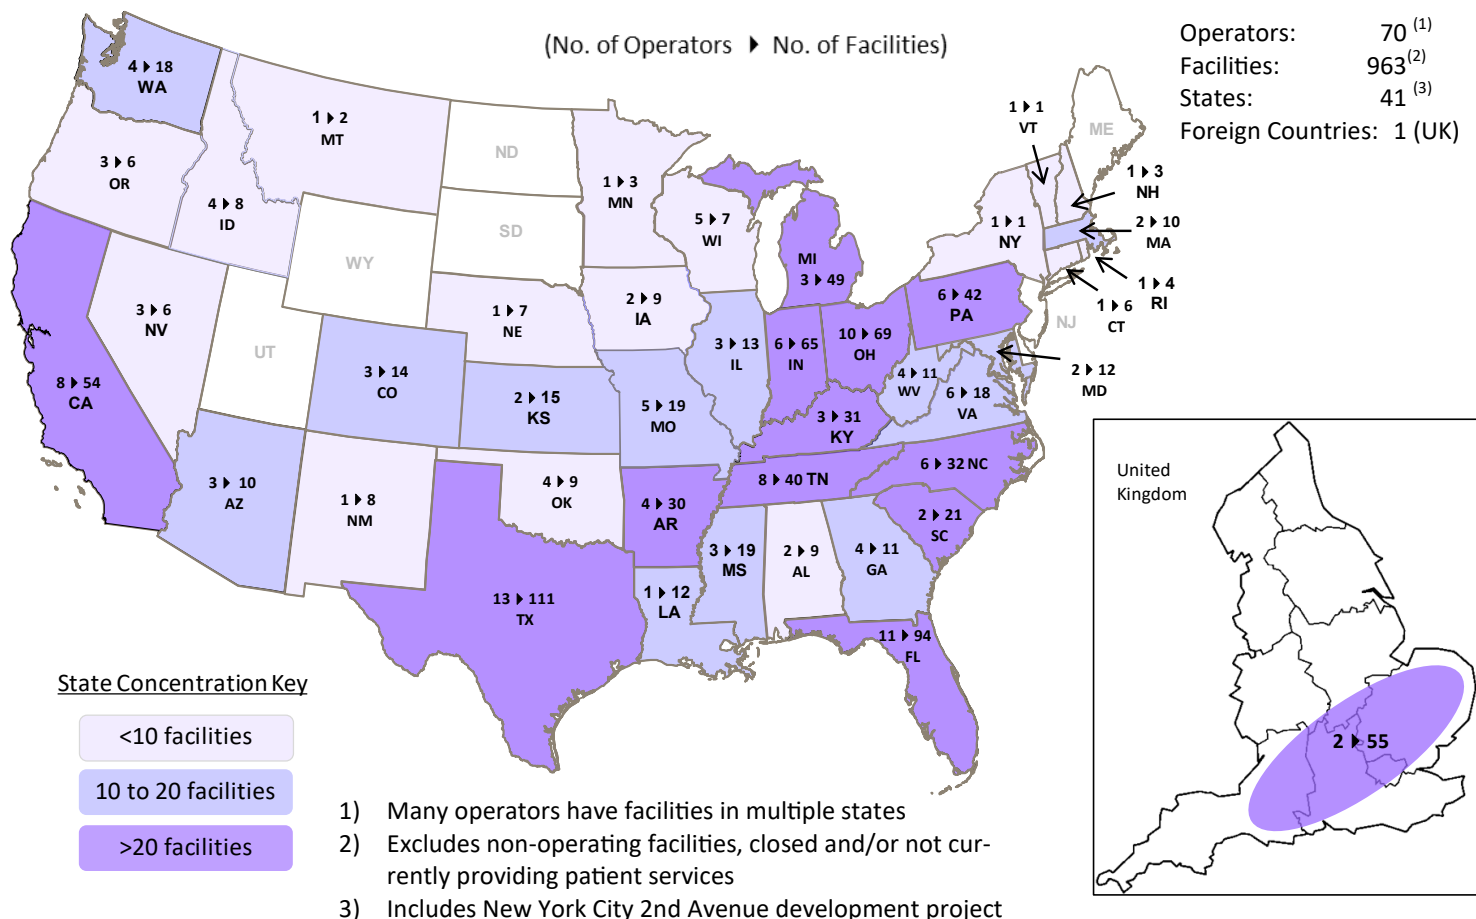 (No. of Operators ▶ No. of Facilities)
Operators: 70 (1)
Facilities: 963(2)
States: 41 (3)
Foreign Countries: 1 (UK)
4 ▶ 18
WA
1 ▶ 2
MT
ND
3 ▶ 6
OR
4 ▶ 8
ID
WY
SD
1 ▶ 3
MN
5 ▶ 7
WI
MI
3 ▶ 49
1 ▶ 1
NY
1 ▶ 1
VT
ME
1 ▶ 3
NH
2 ▶ 10
MA
1 ▶ 4
RI
1 ▶ 6
CT
NJ
2 ▶ 12
MD
3 ▶ 6
NV
UT
1 ▶ 7
NE
2 ▶ 9
IA
3 ▶ 13
IL
6 ▶ 65
IN
10 ▶ 69
OH
6 ▶ 42
PA
8 ▶ 54
CA
3 ▶ 14
CO
2 ▶ 15
KS
5 ▶ 19
MO
3 ▶ 31
KY
4 ▶ 11
WV
6 ▶ 18
VA
3 ▶ 10
AZ
1 ▶ 8
NM
4 ▶ 9
OK
4 ▶ 30
AR
8 ▶ 40 TN
6 ▶ 32 NC
2 ▶ 21
SC
13 ▶ 111
TX
1 ▶ 12
LA
3 ▶ 19
MS
2 ▶ 9
AL
4 ▶ 11
GA
11 ▶ 94
FL
United
Kingdom
2 ▶ 55
State Concentration Key
<10 facilities
10 to 20 facilities
>20 facilities
1) Many operators have facilities in multiple states
2) Excludes non-operating facilities, closed and/or not cur-
rently providing patient services
3) Includes New York City 2nd Avenue development project